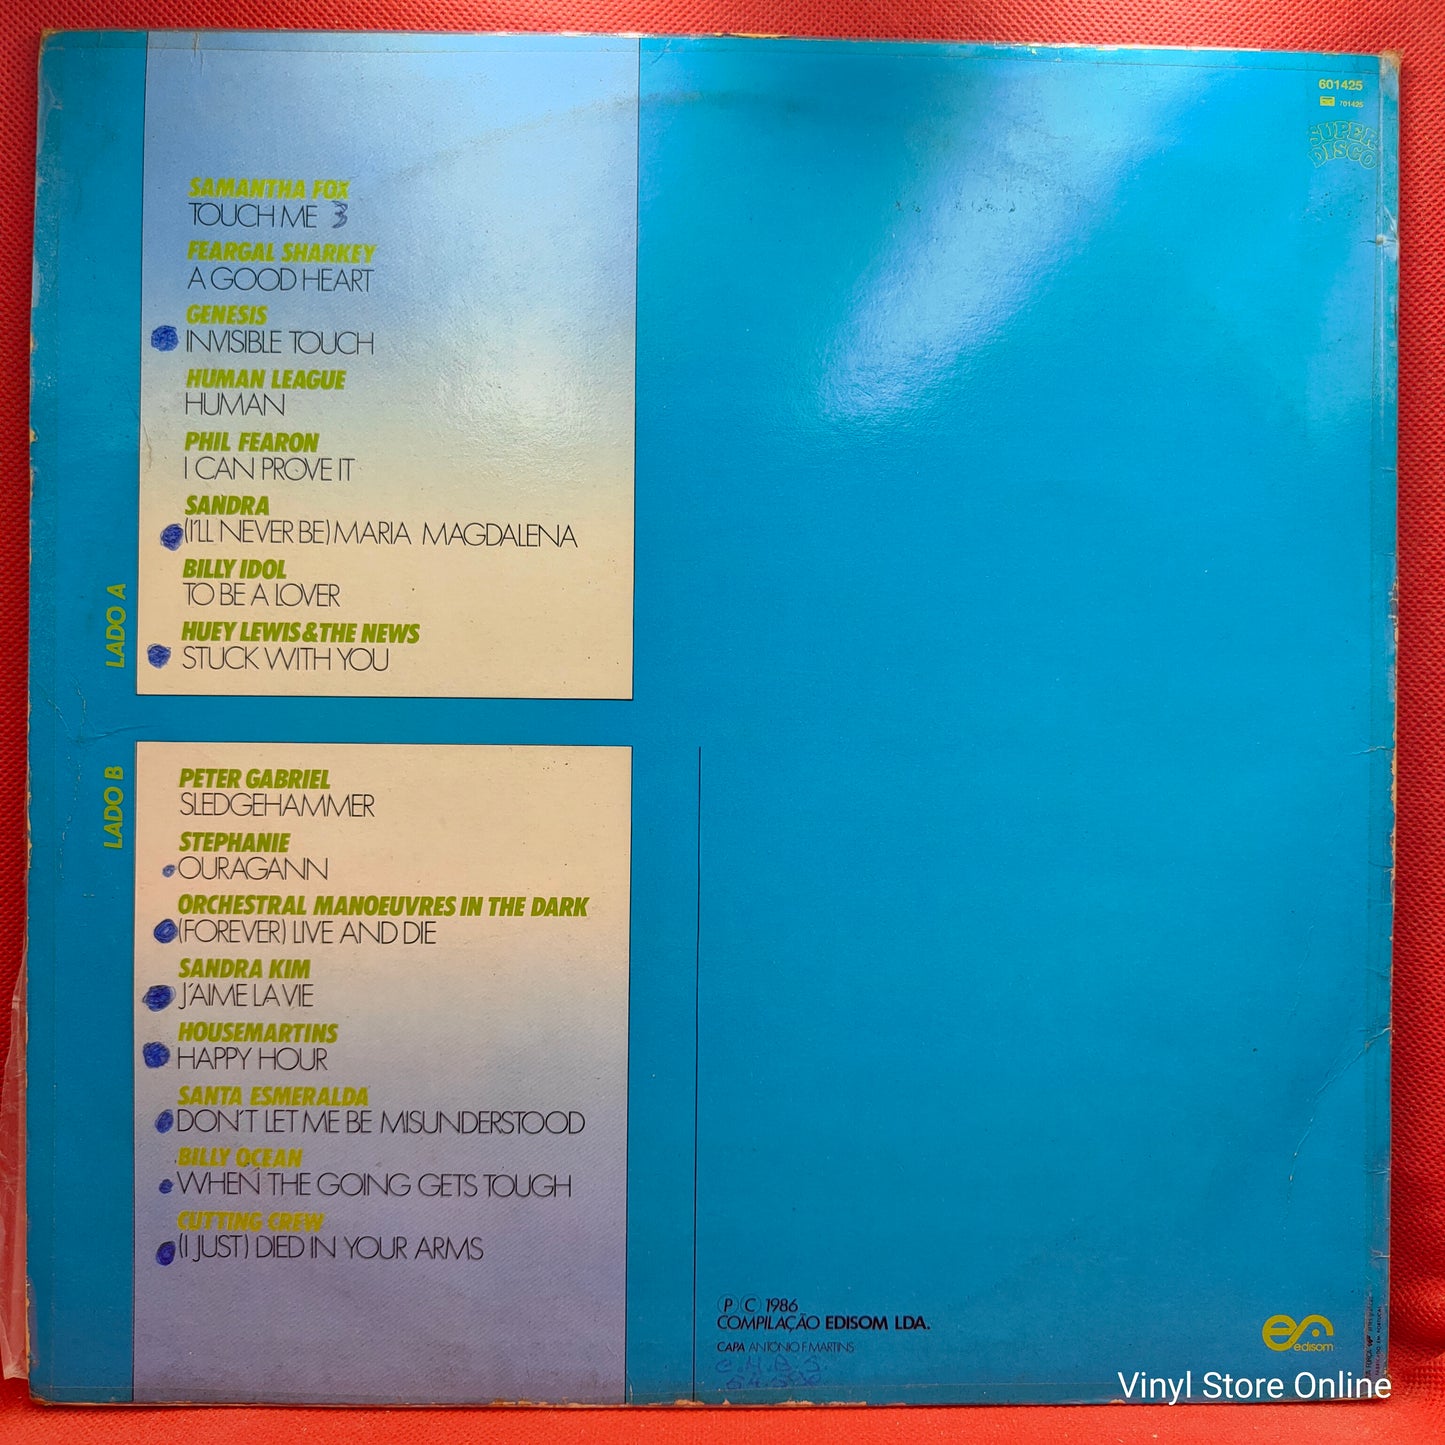 601425
701425
SUPER
DISCO
LADO A
SAMANTHA FOX
TOUCH ME 3
FEARGAL SHARKEY
A GOOD HEART
GENESIS
INVISIBLE TOUCH
HUMAN LEAGUE
HUMAN
PHIL FEARON
I CAN PROVE IT
SANDRA
(I'LL NEVER BE) MARIA MAGDALENA
BILLY IDOL
TO BE A LOVER
HUEY LEWIS & THE NEWS
STUCK WITH YOU
LADO B
PETER GABRIEL
SLEDGEHAMMER
STEPHANIE
OURAGANN
ORCHESTRAL MANOEUVRES IN THE DARK
(FOREVER) LIVE AND DIE
SANDRA KIM
J'AIME LA VIE
HOUSEMARTINS
HAPPY HOUR
SANTA ESMERALDA
DON'T LET ME BE MISUNDERSTOOD
BILLY OCEAN
WHEN THE GOING GETS TOUGH
CUTTING CREW
(I JUST) DIED IN YOUR ARMS
Ⓟ Ⓒ 1986
COMPILAÇÃO EDISOM LDA.
CAPA ANTÓNIO F. MARTINS
edisom
Vinyl Store Online